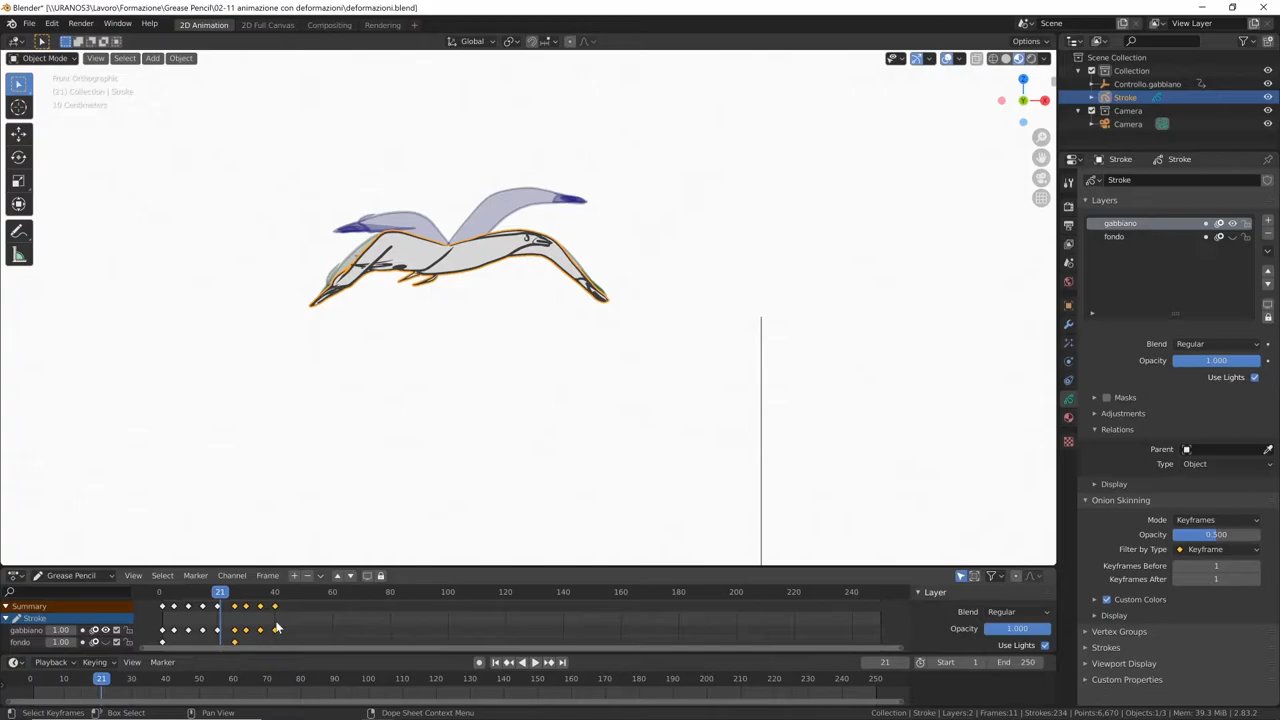 Blender* [\\URANOS3\Lavoro\Formazione\Grease Pencil\02-11 animazione con deformazioni\deformazioni.blend]
File Edit Render Window Help 2D Animation 2D Full Canvas Compositing Rendering + Scene View Layer
Global Options
Object Mode View Select Add Object
Front Orthographic
(21) Collection | Stroke
10 Centimeters
Z
Y
X
Scene Collection
Collection
Controllo.gabbiano
Stroke
Camera
Camera
Stroke Stroke
Stroke
Layers
gabbiano
fondo
Blend Regular
Opacity 1.000
Use Lights
Masks
Adjustments
Relations
Parent
Type Object
Display
Onion Skinning
Mode Keyframes
Opacity 0.500
Filter by Type Keyframe
Keyframes Before 1
Keyframes After 1
Custom Colors
Display
Vertex Groups
Strokes
Viewport Display
Custom Properties
Grease Pencil View Select Marker Channel Frame
0 21 40 60 80 100 120 140 160 180 200 220 240
Summary
Stroke
gabbiano 1.00
fondo 1.00
Layer
Blend Regular
Opacity 1.000
Use Lights
Playback Keying View Marker 21 Start 1 End 250
0 10 21 30 40 50 60 70 80 90 100 110 120 130 140 150 160 170 180 190 200 210 220 230 240 250
Select Keyframes Box Select Pan View Dope Sheet Context Menu Collection | Stroke | Layers:2 | Frames:11 | Strokes:234 | Points:6,670 | Objects:1/3 | Mem: 39.3 MiB | 2.83.2